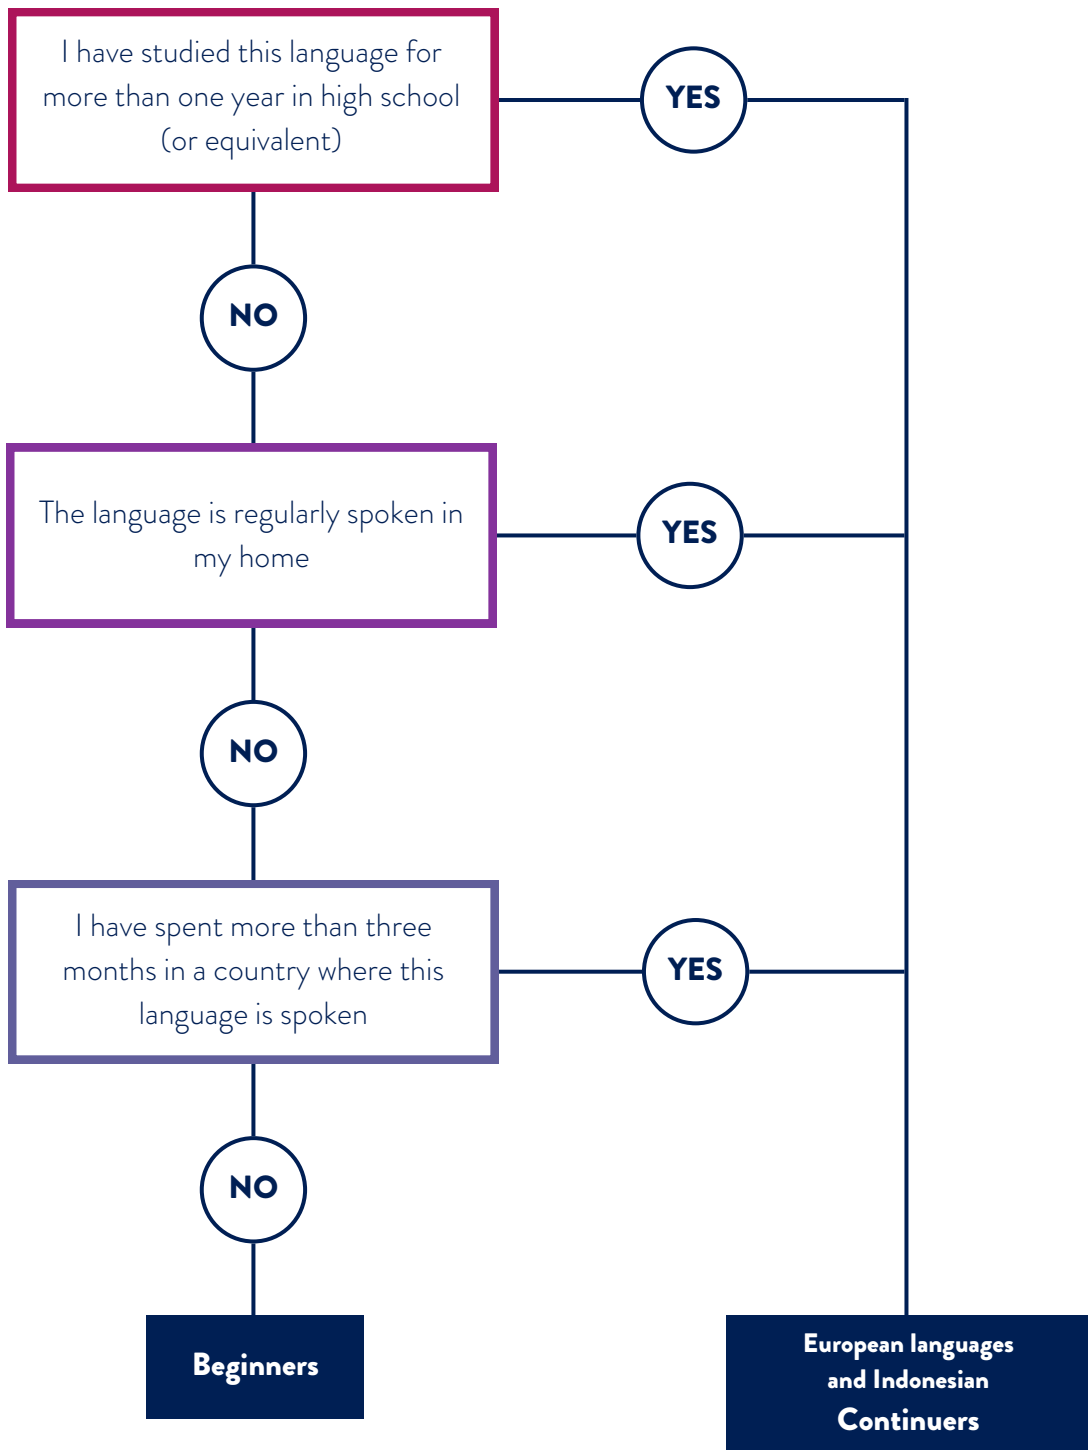 I have studied this language for
more than one year in high school
(or equivalent)
YES
NO
The language is regularly spoken in
my home
YES
NO
I have spent more than three
months in a country where this
language is spoken
YES
NO
Beginners
European languages
and Indonesian
Continuers